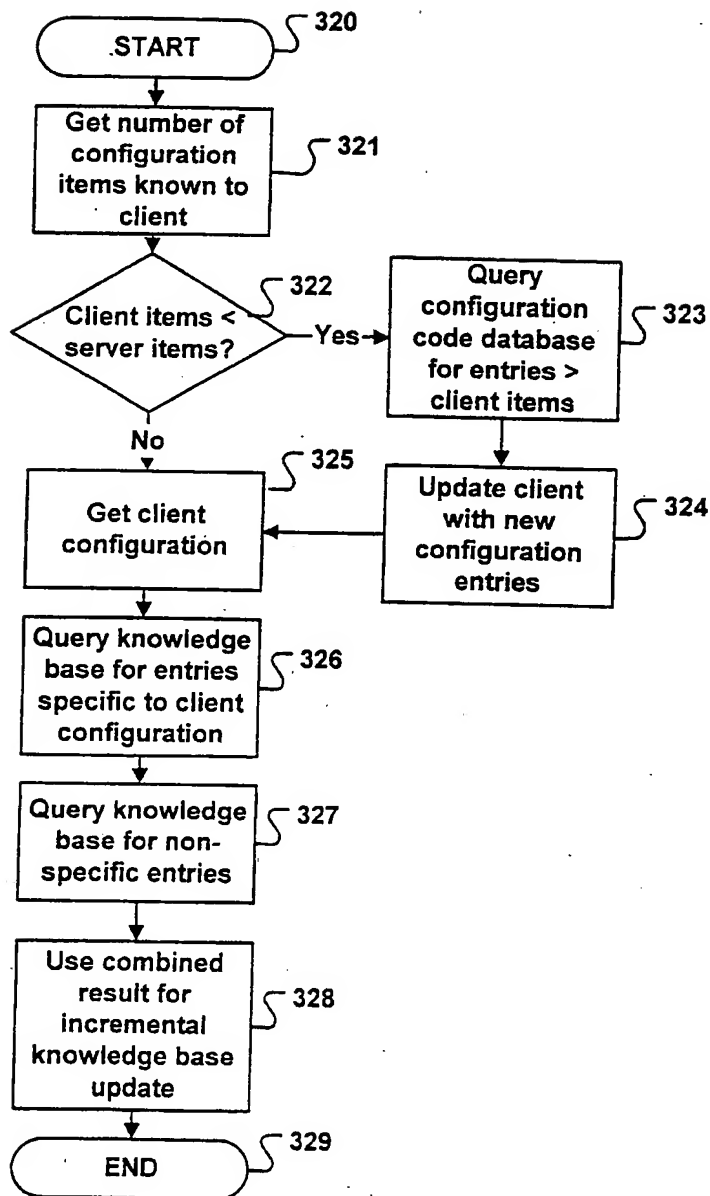 .START
320
Get number of
configuration
items known to
client
321
Client items <
server items?
322
Yes
Query
configuration
code database
for entries >
client items
323
No
Update client
with new
configuration
entries
324
Get client
configuration
325
Query knowledge
base for entries
specific to client
configuration
326
Query knowledge
base for non-
specific entries
327
Use combined
result for
incremental
knowledge base
update
328
END
329